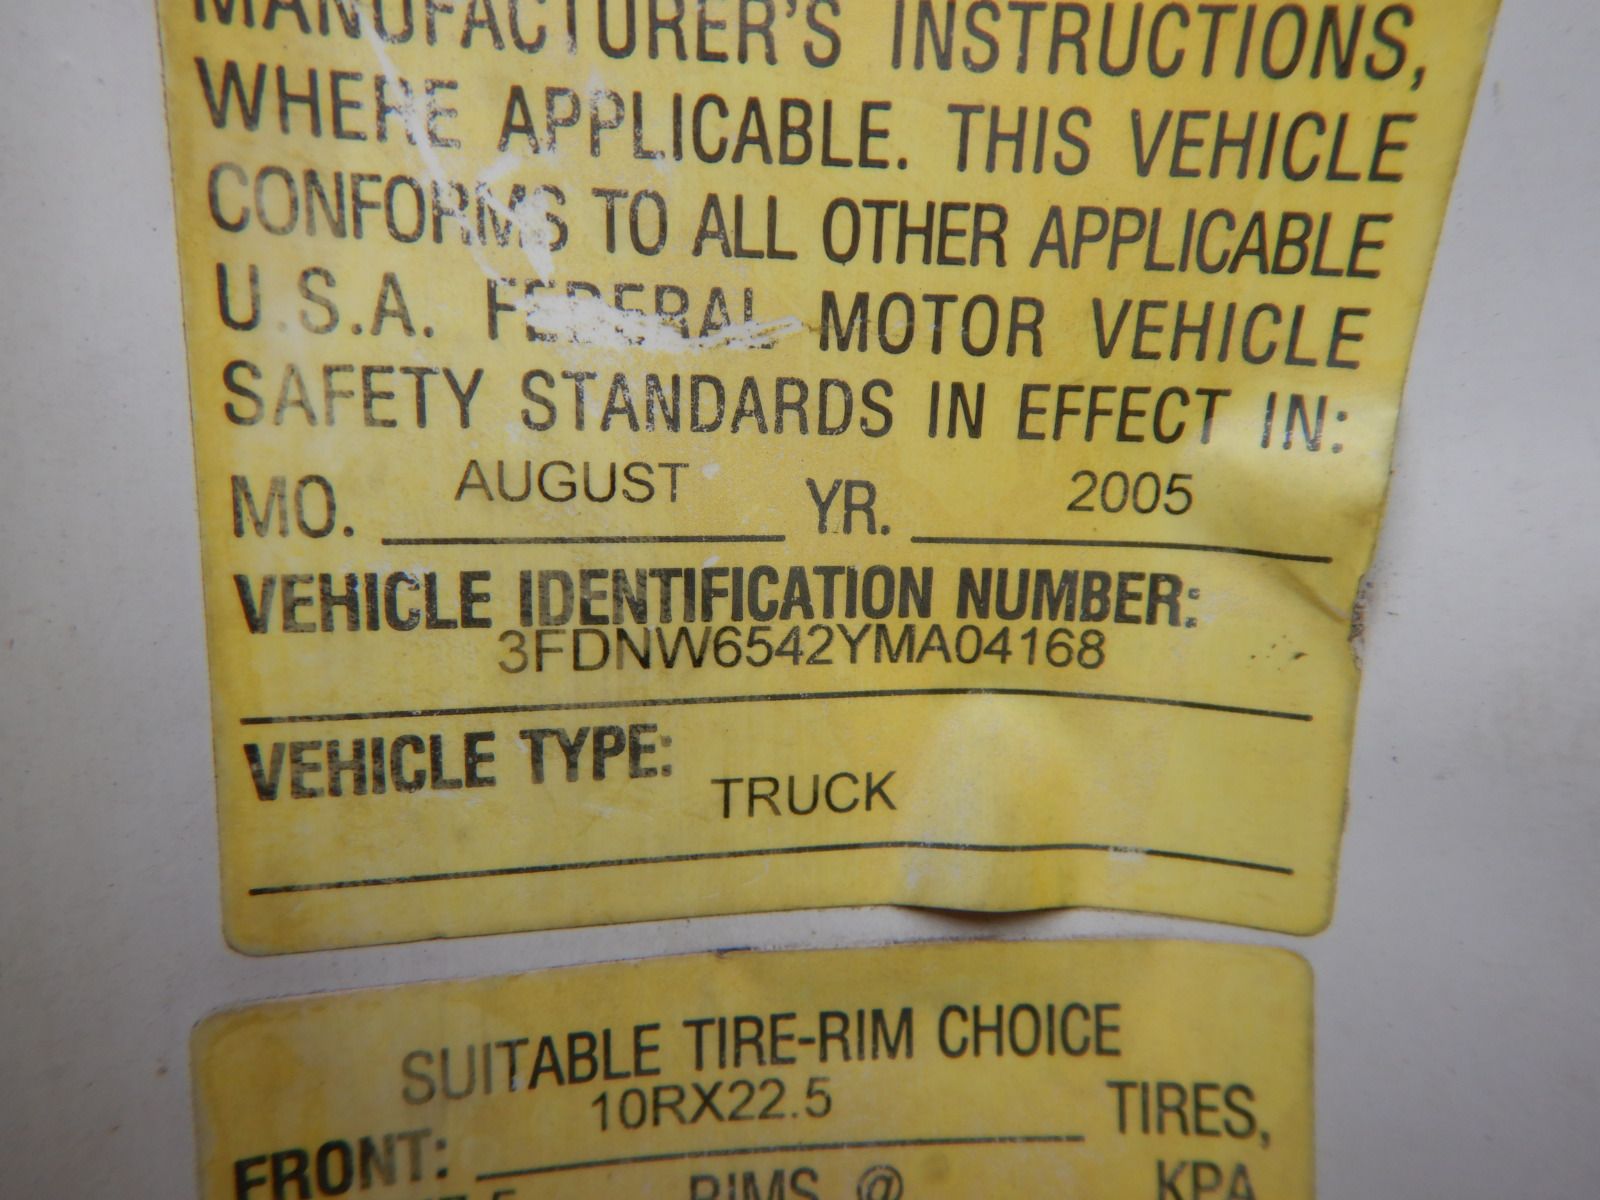 MANUFACTURER'S INSTRUCTIONS,
WHERE APPLICABLE. THIS VEHICLE
CONFORMS TO ALL OTHER APPLICABLE
U.S.A. FEDERAL MOTOR VEHICLE
SAFETY STANDARDS IN EFFECT IN:
MO. AUGUST YR. 2005
VEHICLE IDENTIFICATION NUMBER:
3FDNW6542YMA04168
VEHICLE TYPE:
TRUCK
SUITABLE TIRE-RIM CHOICE
10RX22.5
FRONT: TIRES,
RIMS @ KPA